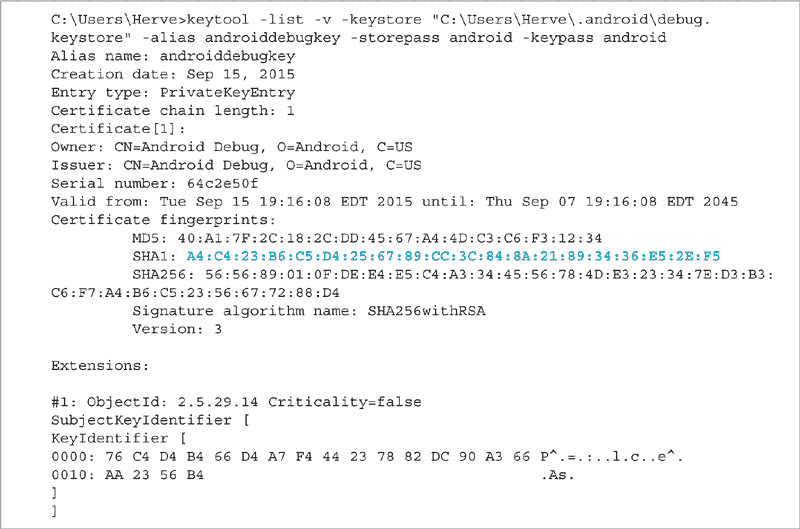 C:\Users\Herve>keytool -list -v -keystore "C:\Users\Herve\.android\debug.
keystore" -alias androiddebugkey -storepass android -keypass android
Alias name: androiddebugkey
Creation date: Sep 15, 2015
Entry type: PrivateKeyEntry
Certificate chain length: 1
Certificate[1]:
Owner: CN=Android Debug, O=Android, C=US
Issuer: CN=Android Debug, O=Android, C=US
Serial number: 64c2e50f
Valid from: Tue Sep 15 19:16:08 EDT 2015 until: Thu Sep 07 19:16:08 EDT 2045
Certificate fingerprints:
MD5: 40:A1:7F:2C:18:2C:DD:45:67:A4:4D:C3:C6:F3:12:34
SHA1: A4:C4:23:B6:C5:D4:25:67:89:CC:3C:84:8A:21:89:34:36:E5:2E:F5
SHA256: 56:56:89:01:0F:DE:E4:E5:C4:A3:34:45:56:78:4D:E3:23:34:7E:D3:B3:
C6:F7:A4:B6:C5:23:56:67:72:88:D4
Signature algorithm name: SHA256withRSA
Version: 3
Extensions:
#1: ObjectId: 2.5.29.14 Criticality=false
SubjectKeyIdentifier [
KeyIdentifier [
0000: 76 C4 D4 B4 66 D4 A7 F4 44 23 78 82 DC 90 A3 66 P^.=.:..l.c..e^.
0010: AA 23 56 B4 .As.
]
]